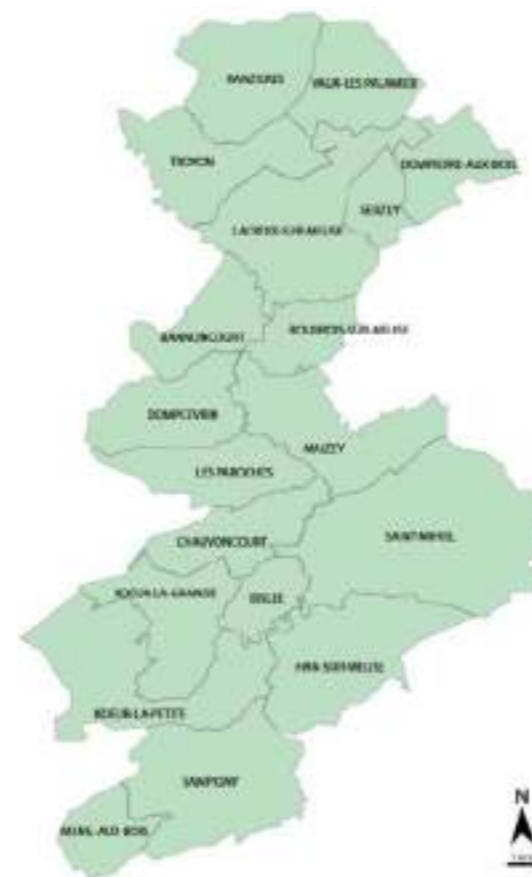 RANZIERES
VAUX-LES-PALAMEIX
TROYON
DOMPIERRE-AUX-BOIS
SEUZEY
LACROIX-SUR-MEUSE
ROUVROIS-SUR-MEUSE
BANNONCOURT
DOMPCEVRIN
MAIZEY
LES PAROCHES
SAINT-MIHIEL
CHAUVONCOURT
KOEUR-LA-GRANDE
BISLEE
HAN-SUR-MEUSE
KOEUR-LA-PETITE
SAMPIGNY
MENIL-AUX-BOIS
N